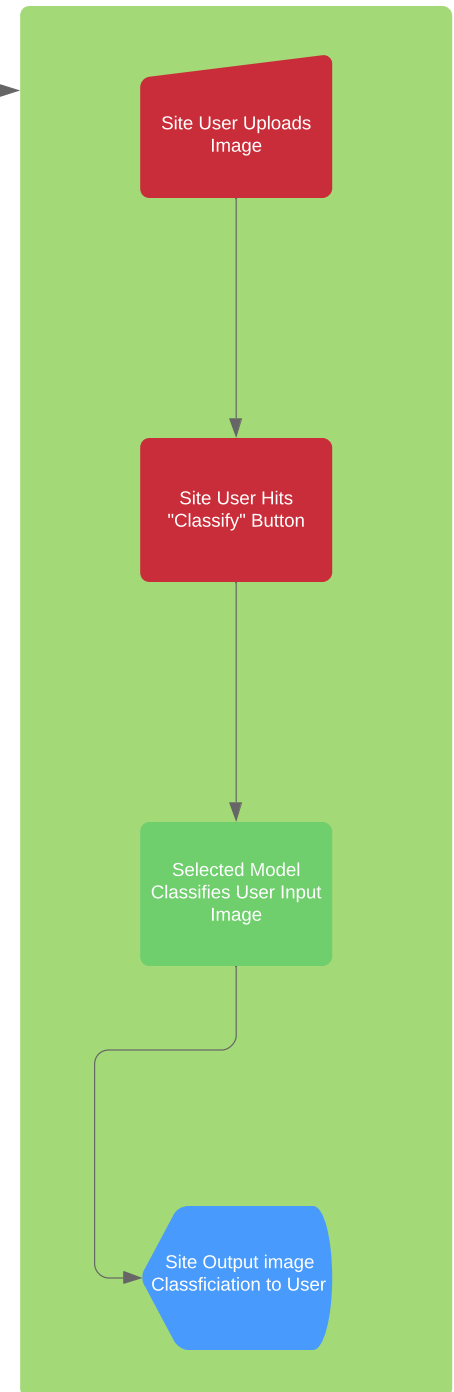 Site User Uploads
Image
Site User Hits
"Classify" Button
Selected Model
Classifies User Input
Image
Site Output image
Classficiation to User